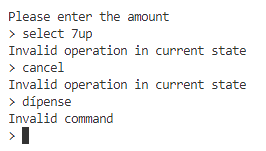 Please enter the amount
> select 7up
Invalid operation in current state
> cancel
Invalid operation in current state
> dípense
Invalid command
>